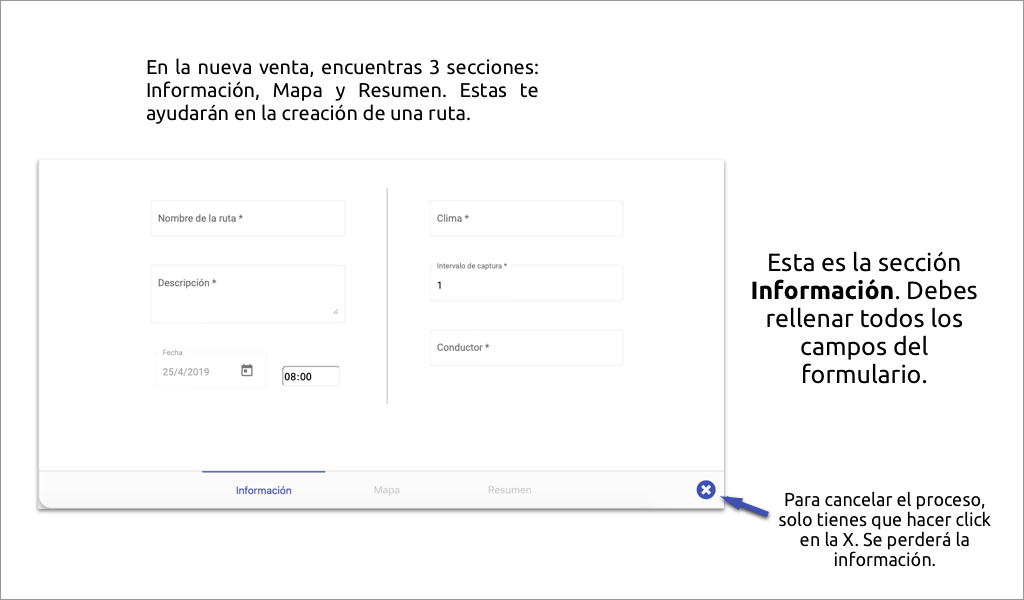 En la nueva venta, encuentras 3 secciones:
Información, Mapa y Resumen. Estas te
ayudarán en la creación de una ruta.
Nombre de la ruta *
Descripción *
Fecha
25/4/2019
08:00
Clima *
Intervalo de captura *
1
Conductor *
Esta es la sección
Información. Debes
rellenar todos los
campos del
formulario.
Información
Mapa
Resumen
Para cancelar el proceso,
solo tienes que hacer click
en la X. Se perderá la
información.